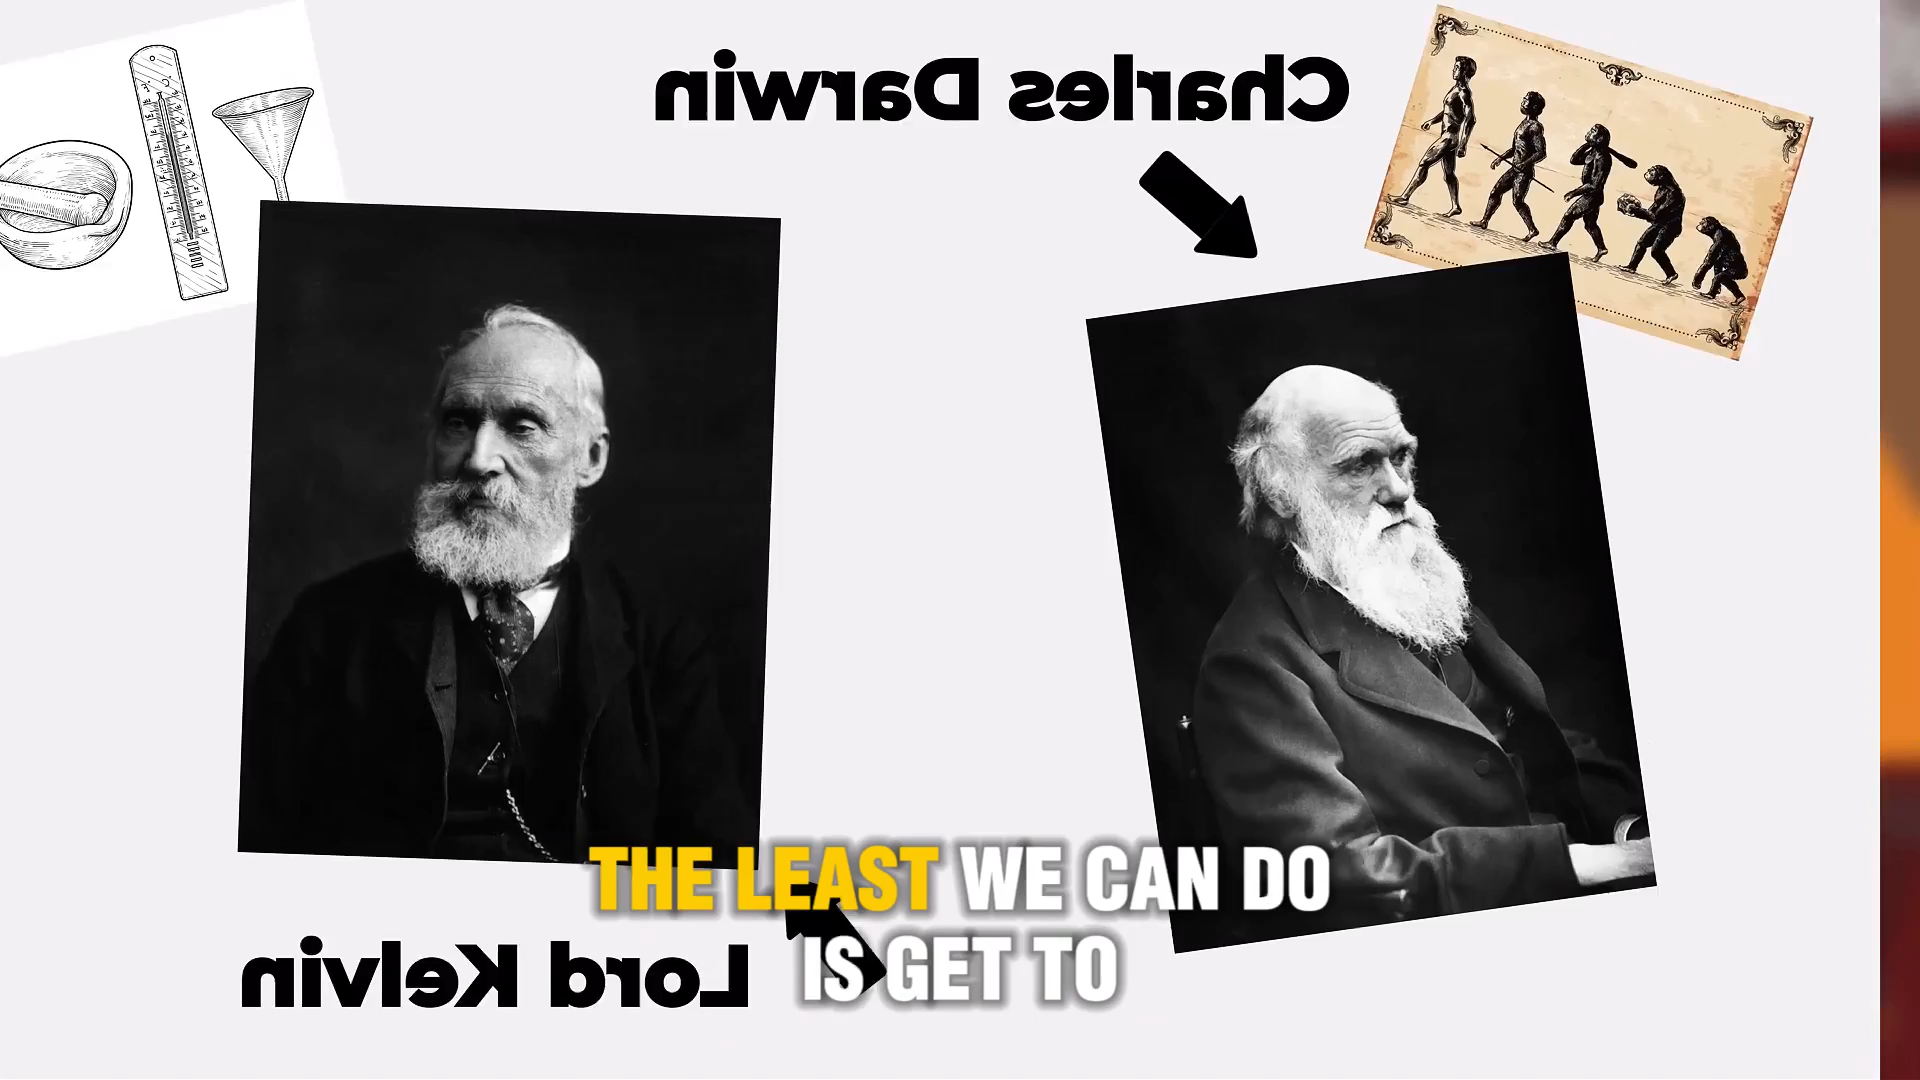 Charles Darwin
THE LEAST WE CAN DO
IS GET TO
Lord Kelvin